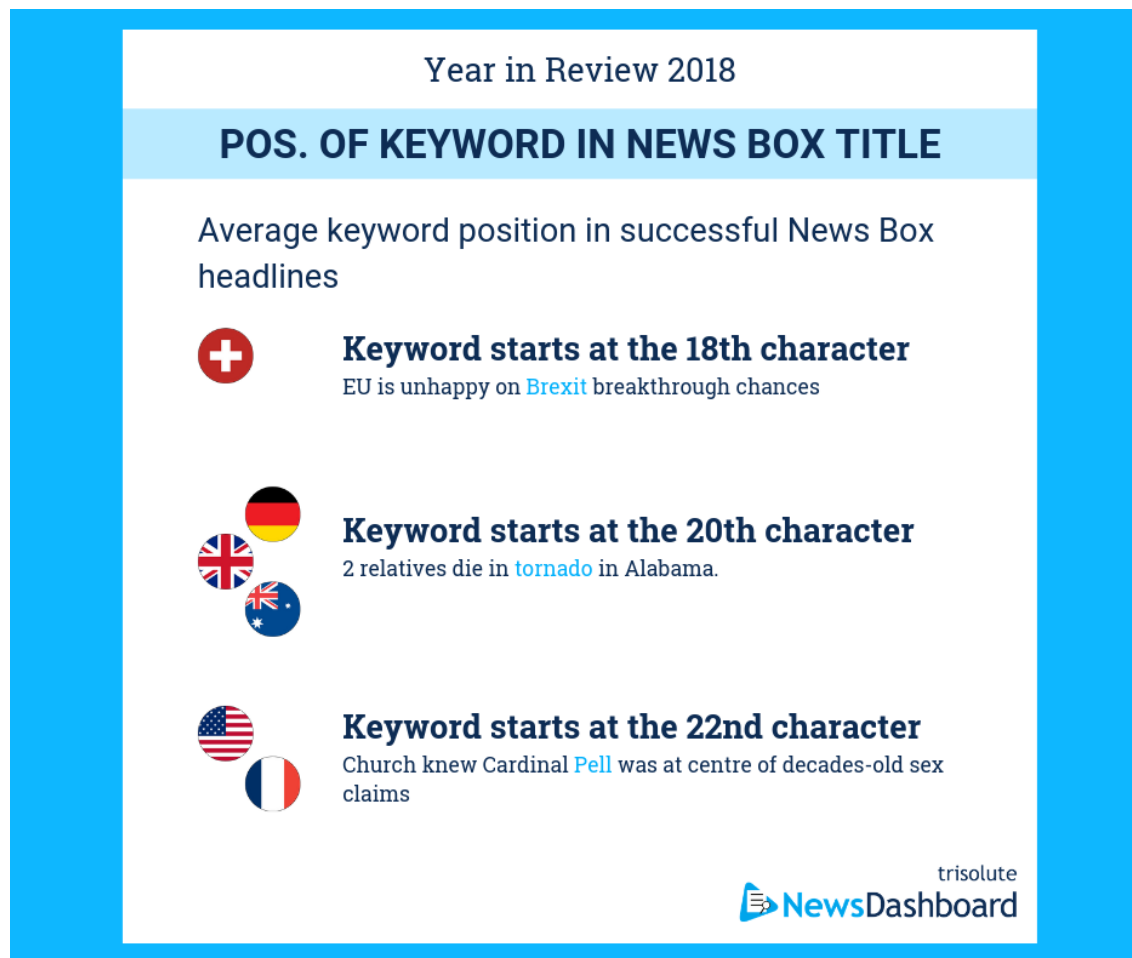 Year in Review 2018
POS. OF KEYWORD IN NEWS BOX TITLE
Average keyword position in successful News Box
headlines
Keyword starts at the 18th character
EU is unhappy on Brexit breakthrough chances
Keyword starts at the 20th character
2 relatives die in tornado in Alabama.
Keyword starts at the 22nd character
Church knew Cardinal Pell was at centre of decades-old sex
claims
trisolute
NewsDashboard